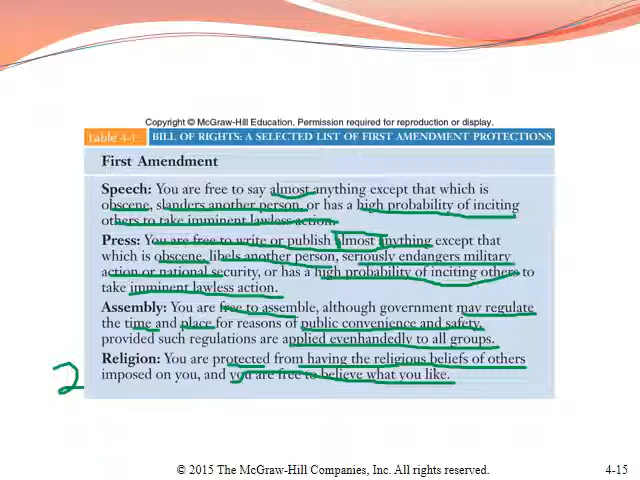 Copyright © McGraw-Hill Education. Permission required for reproduction or display.
table 4-1 BILL OF RIGHTS: A SELECTED LIST OF FIRST AMENDMENT PROTECTIONS
First Amendment
Speech: You are free to say almost anything except that which is
obscene, slanders another person, or has a high probability of inciting
others to take imminent lawless action.
Press: You are free to write or publish almost anything except that
which is obscene, libels another person, seriously endangers military
action or national security, or has a high probability of inciting others to
take imminent lawless action.
Assembly: You are free to assemble, although government may regulate
the time and place for reasons of public convenience and safety,
provided such regulations are applied evenhandedly to all groups.
Religion: You are protected from having the religious beliefs of others
imposed on you, and you are free to believe what you like.
2
© 2015 The McGraw-Hill Companies, Inc. All rights reserved.
4-15